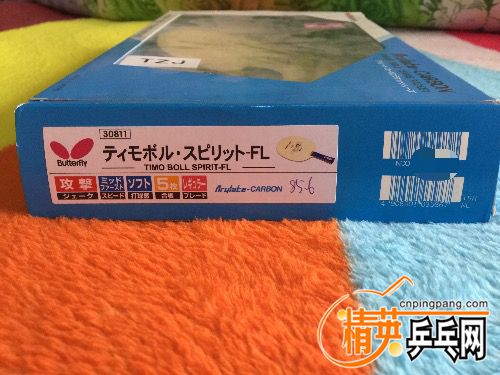 TZJ
Arylate CARBON
30811
Butterfly
ティモボル・スピリット-FL
TIMO BOLL SPIRIT-FL
攻撃 ミッドファースト ソフト 5枚 レギュラー
シェーク スピード 打球感 合板 ブレード
Arylate-CARBON 85.6
cnpingpang.com
精英乒乓网